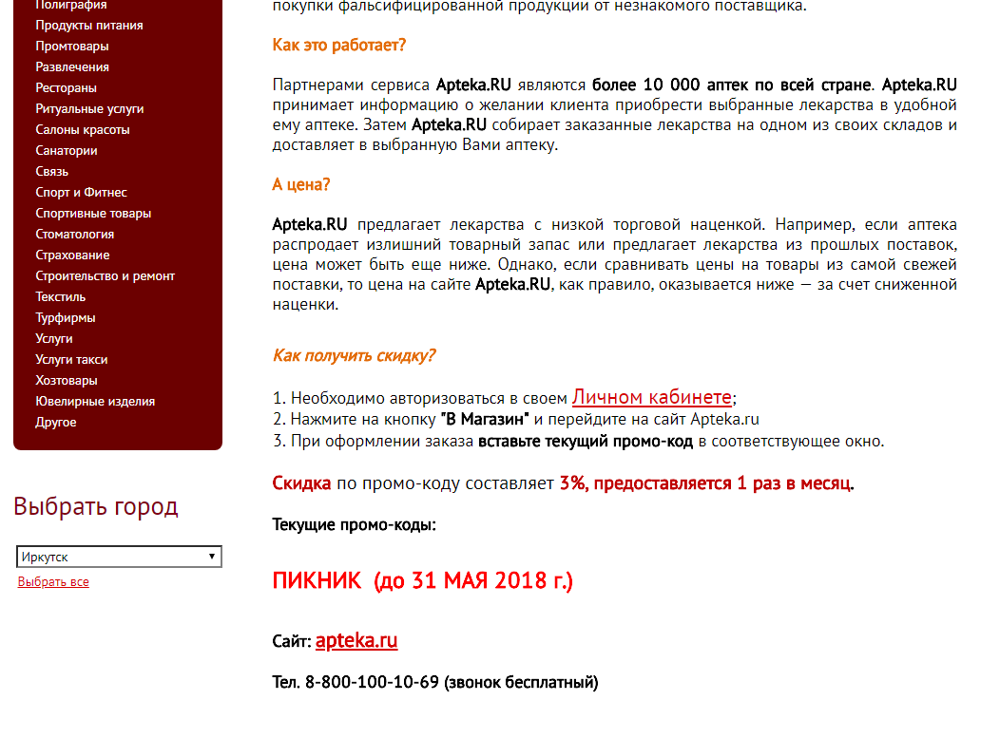 Полиграфия
Продукты питания
Промтовары
Развлечения
Рестораны
Ритуальные услуги
Салоны красоты
Санатории
Связь
Спорт и Фитнес
Спортивные товары
Стоматология
Страхование
Строительство и ремонт
Текстиль
Турфирмы
Услуги
Услуги такси
Хозтовары
Ювелирные изделия
Другое
Выбрать город
Иркутск
Выбрать все
покупки фальсифицированной продукции от незнакомого поставщика.
Как это работает?
Партнерами сервиса Apteka.RU являются более 10 000 аптек по всей стране. Apteka.RU
принимает информацию о желании клиента приобрести выбранные лекарства в удобной
ему аптеке. Затем Apteka.RU собирает заказанные лекарства на одном из своих складов и
доставляет в выбранную Вами аптеку.
А цена?
Apteka.RU предлагает лекарства с низкой торговой наценкой. Например, если аптека
распродает излишний товарный запас или предлагает лекарства из прошлых поставок,
цена может быть еще ниже. Однако, если сравнивать цены на товары из самой свежей
поставки, то цена на сайте Apteka.RU, как правило, оказывается ниже — за счет сниженной
наценки.
Как получить скидку?
1. Необходимо авторизоваться в своем Личном кабинете;
2. Нажмите на кнопку "В Магазин" и перейдите на сайт Apteka.ru
3. При оформлении заказа вставьте текущий промо-код в соответствующее окно.
Скидка по промо-коду составляет 3%, предоставляется 1 раз в месяц.
Текущие промо-коды:
ПИКНИК (до 31 МАЯ 2018 г.)
Сайт: apteka.ru
Тел. 8-800-100-10-69 (звонок бесплатный)